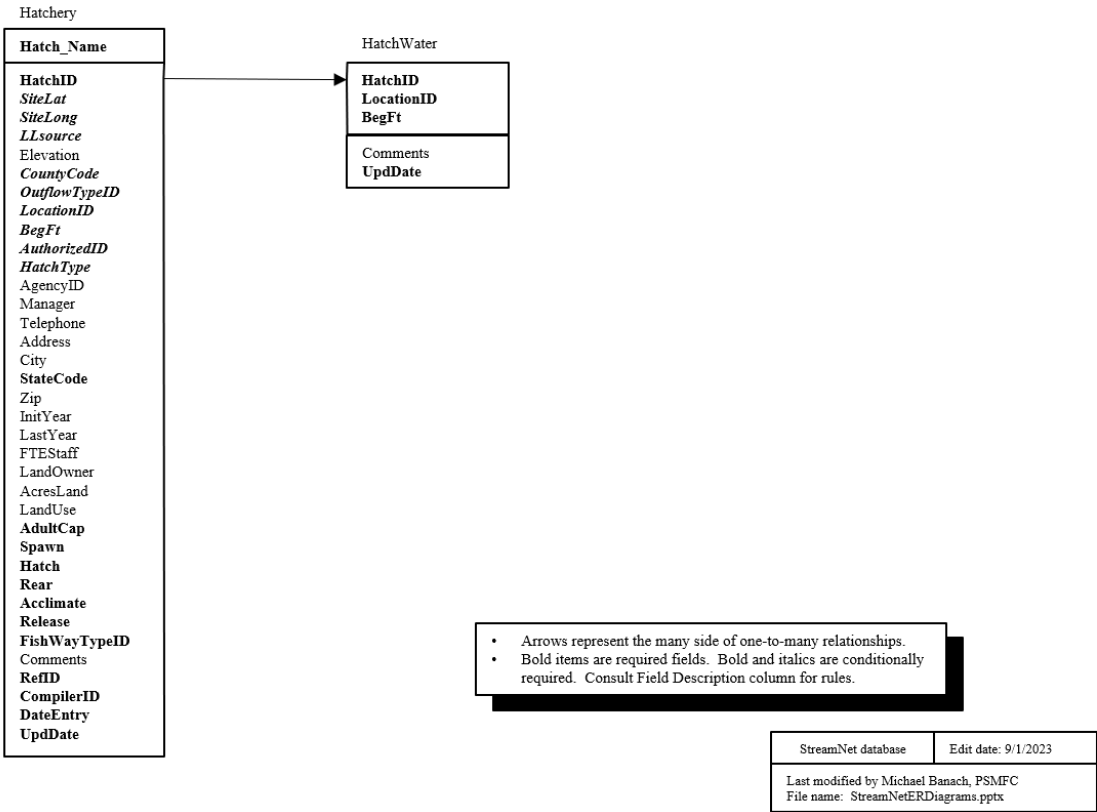 Hatchery
Hatch_Name
HatchID
SiteLat
SiteLong
LLsource
Elevation
CountyCode
OutflowTypeID
LocationID
BegFt
AuthorizedID
HatchType
AgencyID
Manager
Telephone
Address
City
StateCode
Zip
InitYear
LastYear
FTEStaff
LandOwner
AcresLand
LandUse
AdultCap
Spawn
Hatch
Rear
Acclimate
Release
FishWayTypeID
Comments
RefID
CompilerID
DateEntry
UpdDate
HatchWater
HatchID
LocationID
BegFt
Comments
UpdDate
• Arrows represent the many side of one-to-many relationships.
• Bold items are required fields. Bold and italics are conditionally
required. Consult Field Description column for rules.
StreamNet database
Edit date: 9/1/2023
Last modified by Michael Banach, PSMFC
File name: StreamNetERDiagrams.pptx